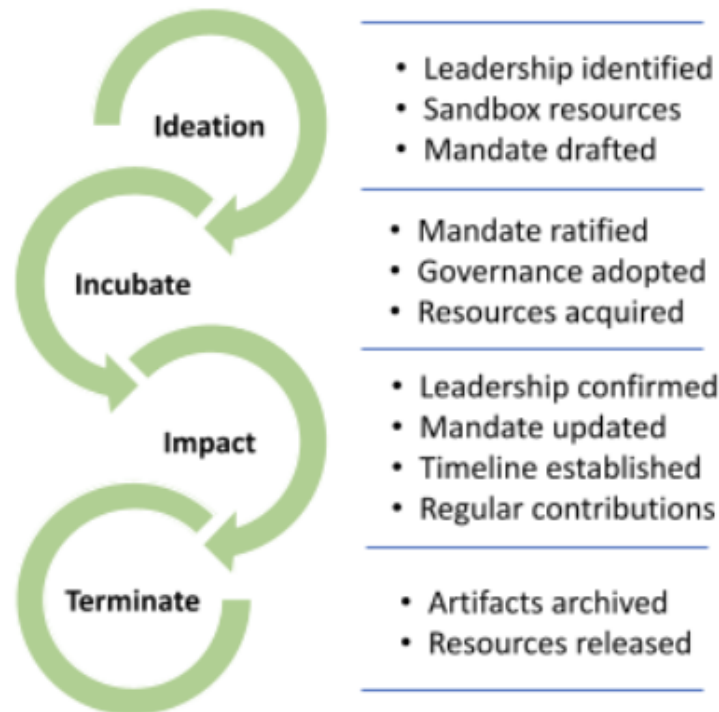 Ideation
• Leadership identified
• Sandbox resources
• Mandate drafted
Incubate
• Mandate ratified
• Governance adopted
• Resources acquired
Impact
• Leadership confirmed
• Mandate updated
• Timeline established
• Regular contributions
Terminate
• Artifacts archived
• Resources released